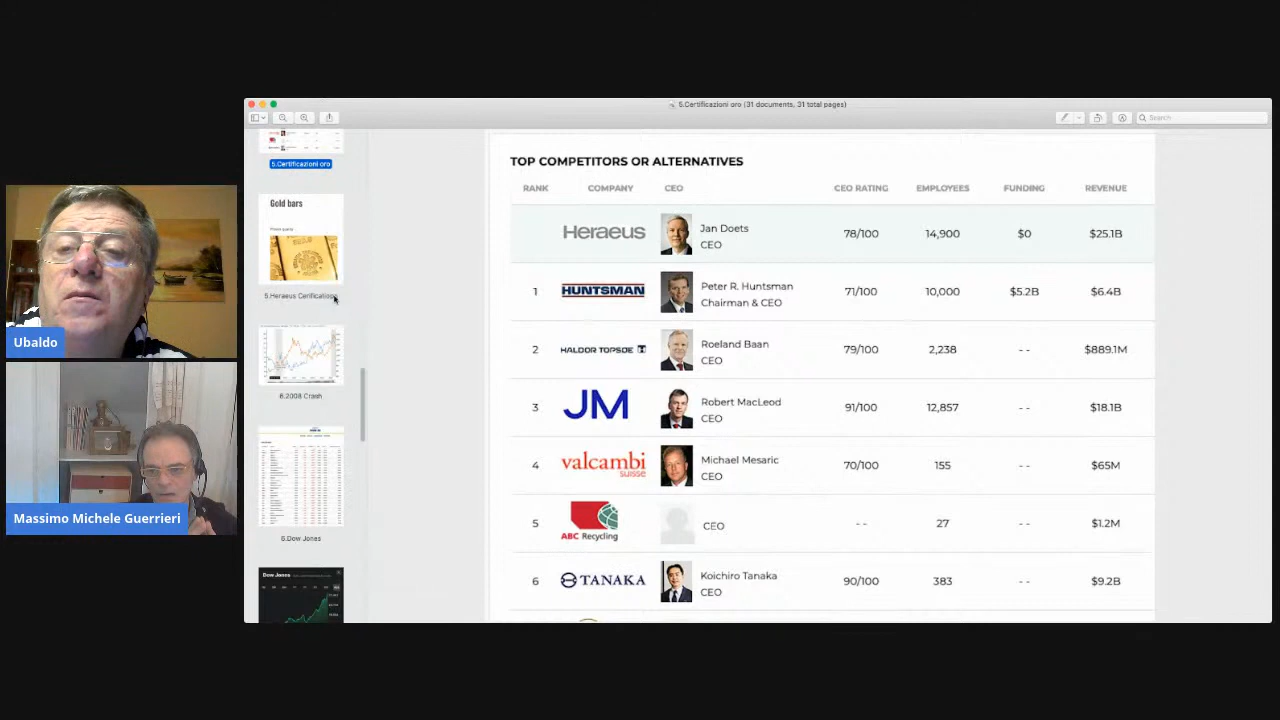 5.Certificazioni oro (31 documents, 31 total pages)
Search
5.Certificazioni oro
Gold bars
5.Heraeus Certifications
6.2008 Crash
6.Dow Jones
Dow Jones
TOP COMPETITORS OR ALTERNATIVES
RANK COMPANY CEO CEO RATING EMPLOYEES FUNDING REVENUE
Heraeus Jan Doets CEO 78/100 14,900 $0 $25.1B
1 HUNTSMAN Peter R. Huntsman Chairman & CEO 71/100 10,000 $5.2B $6.4B
2 HALDOR TOPSOE Roeland Baan CEO 79/100 2,238 - - $889.1M
3 JM Robert MacLeod CEO 91/100 12,857 - - $18.1B
4 valcambi suisse Michael Mesaric CEO 70/100 155 - - $65M
5 ABC Recycling CEO - - 27 - - $1.2M
6 TANAKA Koichiro Tanaka CEO 90/100 383 - - $9.2B
Ubaldo
Massimo Michele Guerrieri